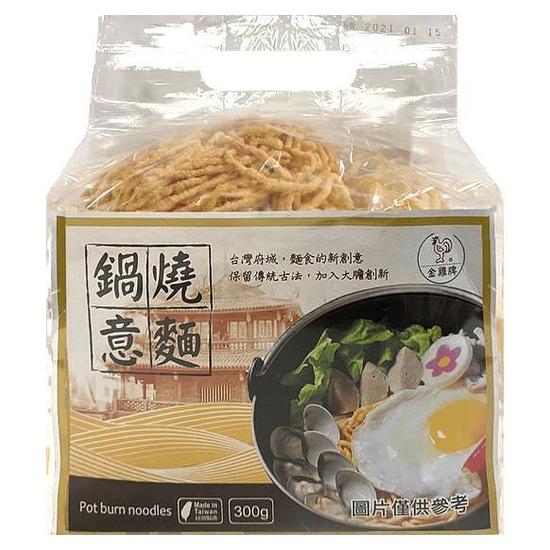 2021 01 15
台灣府城，麵食的新創意
保留傳統古法，加入大膽創新
金雞牌
鍋燒
意麵
圖片僅供參考
Pot burn noodles
Made in
Taiwan
300g